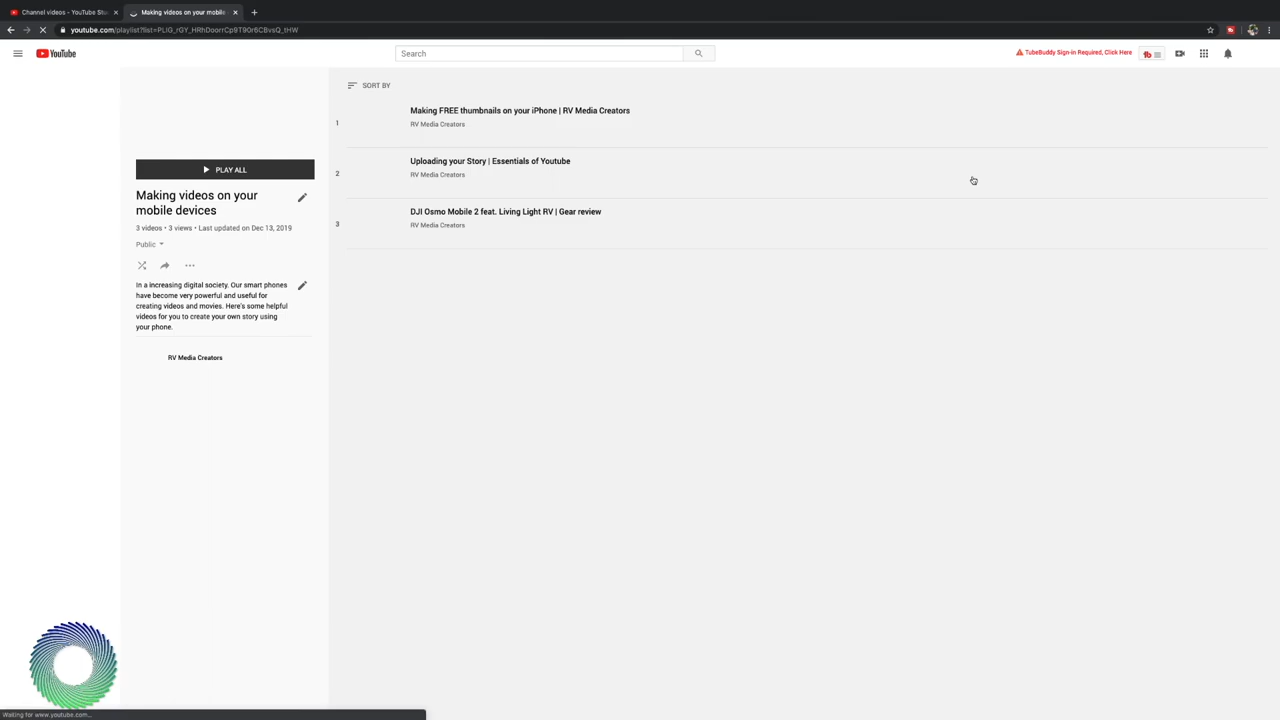 Channel videos - YouTube Stu
Making videos on your mobile
youtube.com/playlist?list=PLIG_rGY_HRhDoorrCp9T90r6CBvsQ_tHW
YouTube
Search
TubeBuddy Sign-in Required, Click Here
tb
SORT BY
1
Making FREE thumbnails on your iPhone | RV Media Creators
RV Media Creators
2
Uploading your Story | Essentials of Youtube
RV Media Creators
3
DJI Osmo Mobile 2 feat. Living Light RV | Gear review
RV Media Creators
PLAY ALL
Making videos on your
mobile devices
3 videos • 3 views • Last updated on Dec 13, 2019
Public
In a increasing digital society. Our smart phones
have become very powerful and useful for
creating videos and movies. Here's some helpful
videos for you to create your own story using
your phone.
RV Media Creators
Waiting for www.youtube.com...